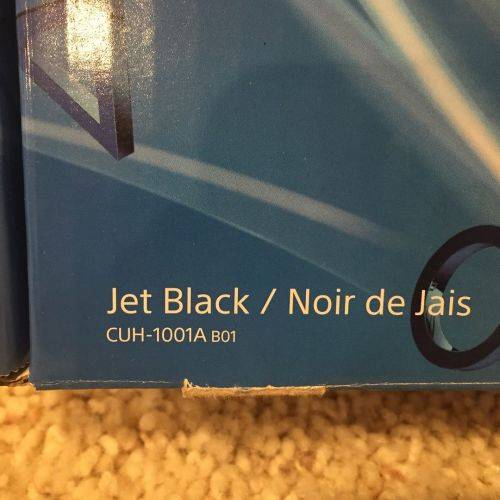 Jet Black / Noir de Jais
CUH-1001A B01